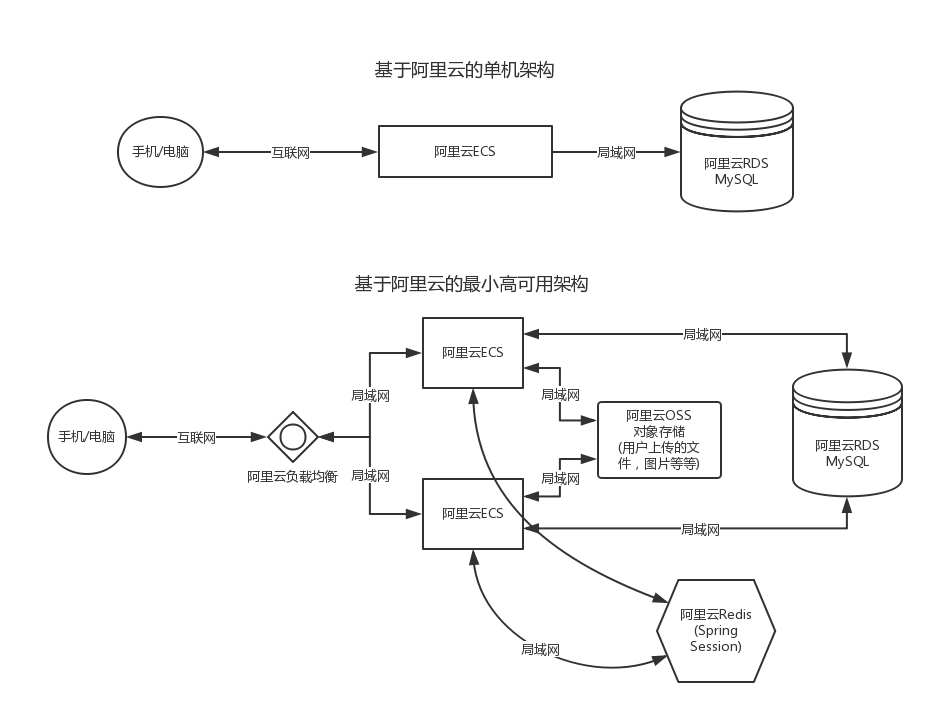 基于阿里云的单机架构
手机/电脑
互联网
阿里云ECS
局域网
阿里云RDS
MySQL
基于阿里云的最小高可用架构
手机/电脑
互联网
阿里云负载均衡
局域网
局域网
阿里云ECS
阿里云ECS
局域网
局域网
阿里云OSS
对象存储
(用户上传的文
件，图片等等)
局域网
局域网
阿里云RDS
MySQL
局域网
阿里云Redis
(Spring
Session)